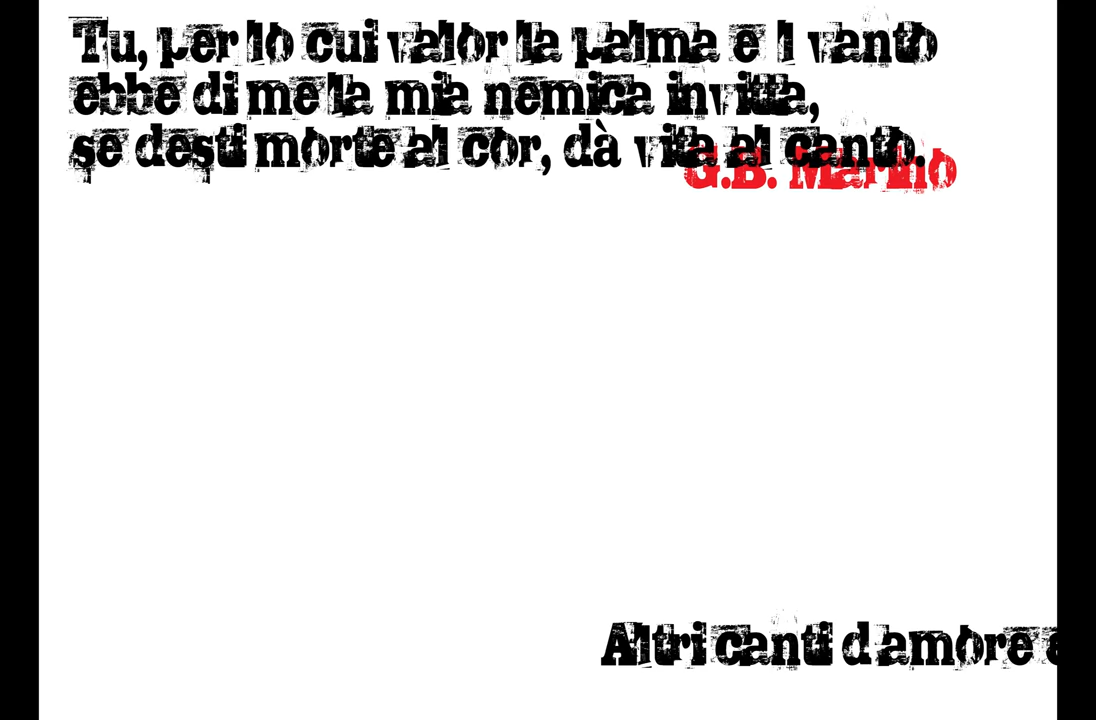 Tu, per lo cui valor la palma e l vanto
ebbe di me la mia nemica invitta,
se desti morte al cor, dà vita al canto.
G.B. Marino
Altri canti d amore e